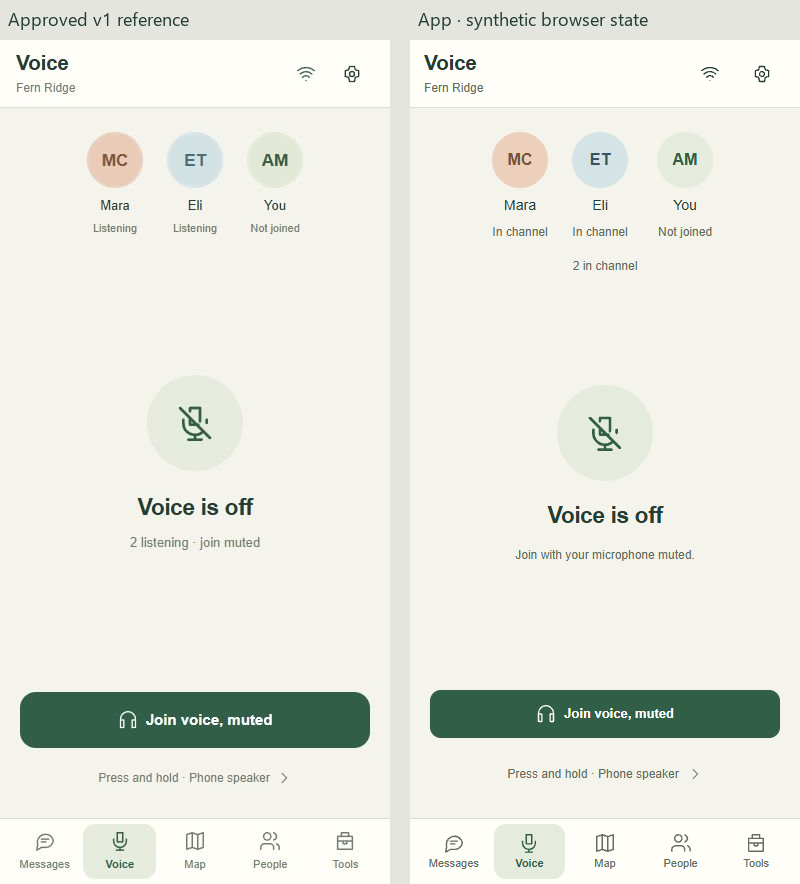 Approved v1 reference
Voice
Fern Ridge
MC
ET
AM
Mara
Eli
You
Listening
Listening
Not joined
Voice is off
2 listening · join muted
Join voice, muted
Press and hold · Phone speaker
Messages
Voice
Map
People
Tools
App · synthetic browser state
Voice
Fern Ridge
MC
ET
AM
Mara
Eli
You
In channel
In channel
Not joined
2 in channel
Voice is off
Join with your microphone muted.
Join voice, muted
Press and hold · Phone speaker
Messages
Voice
Map
People
Tools